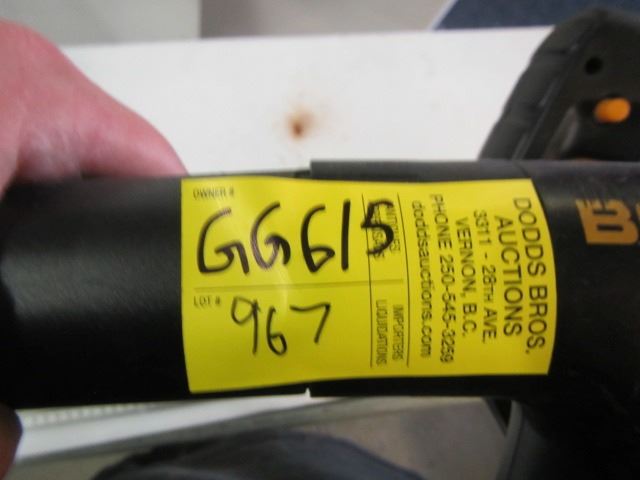 OWNER #
GG615
LOT #
967
DODDS BROS.
AUCTIONS
3311 - 28TH AVE.
VERNON, B.C.
PHONE 250-545-3259
doddsauctions.com
IMPORTERS
LIQUIDATIONS